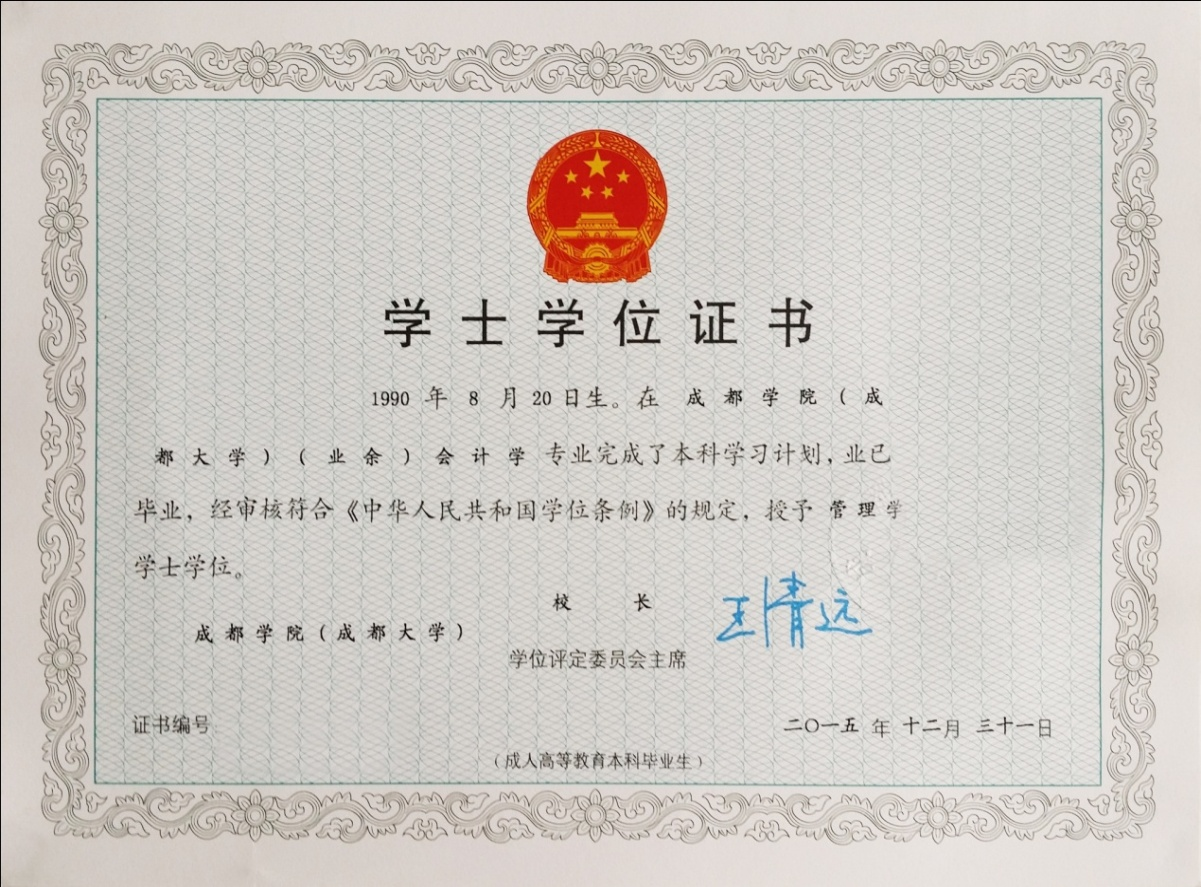 学士学位证书
1990 年 8 月 20 日生。在 成都学院(成
都大学)(业余)会计学 专业完成了本科学习计划,业已
毕业,经审核符合《中华人民共和国学位条例》的规定,授予 管理学
学士学位。
校 长
王清远
成都学院(成都大学)
学位评定委员会主席
证书编号
二〇一五 年 十二月 三十一日
(成人高等教育本科毕业生)